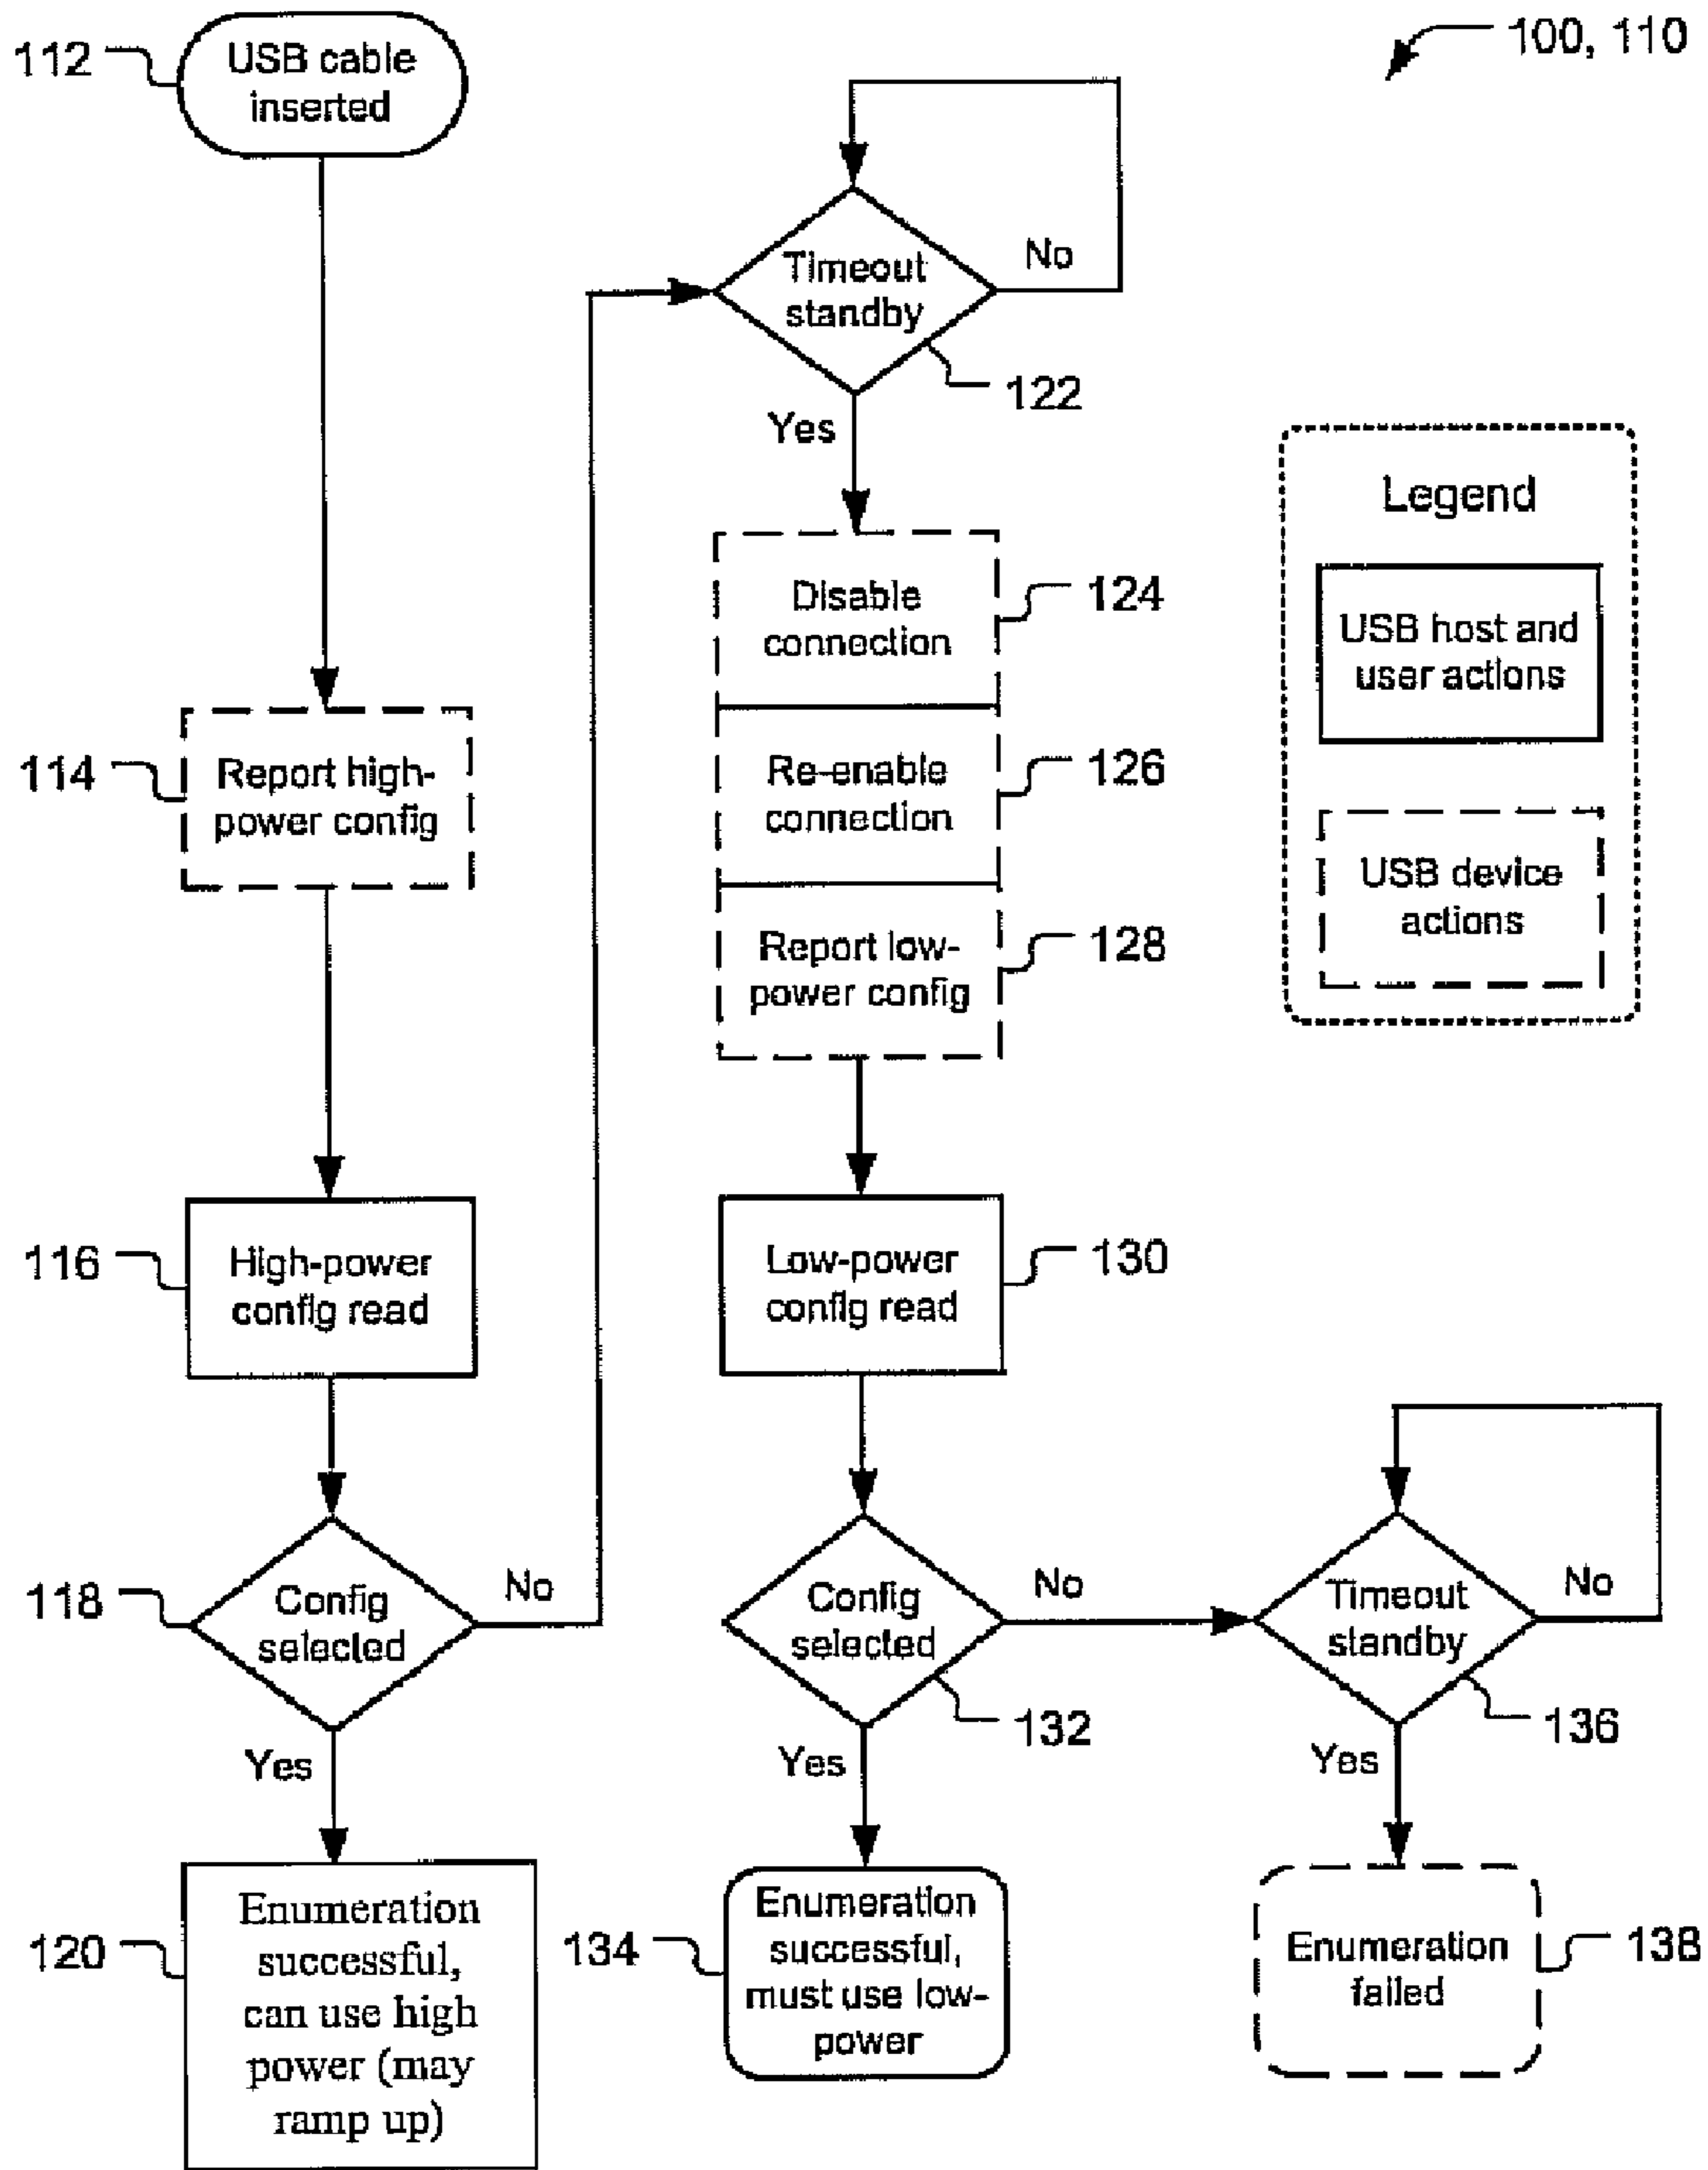 100, 110
112
USB cable
inserted
114
Report high-
power config
116
High-power
config read
118
Config
selected
No
Yes
120
Enumeration
successful,
can use high
power (may
ramp up)
Timeout
standby
No
122
Yes
Disable
connection
124
Re-enable
connection
126
Report low-
power config
128
Low-power
config read
130
Config
selected
No
132
Yes
134
Enumeration
successful,
must use low-
power
Timeout
standby
No
136
Yes
Enumeration
failed
138
Legend
USB host and
user actions
USB device
actions